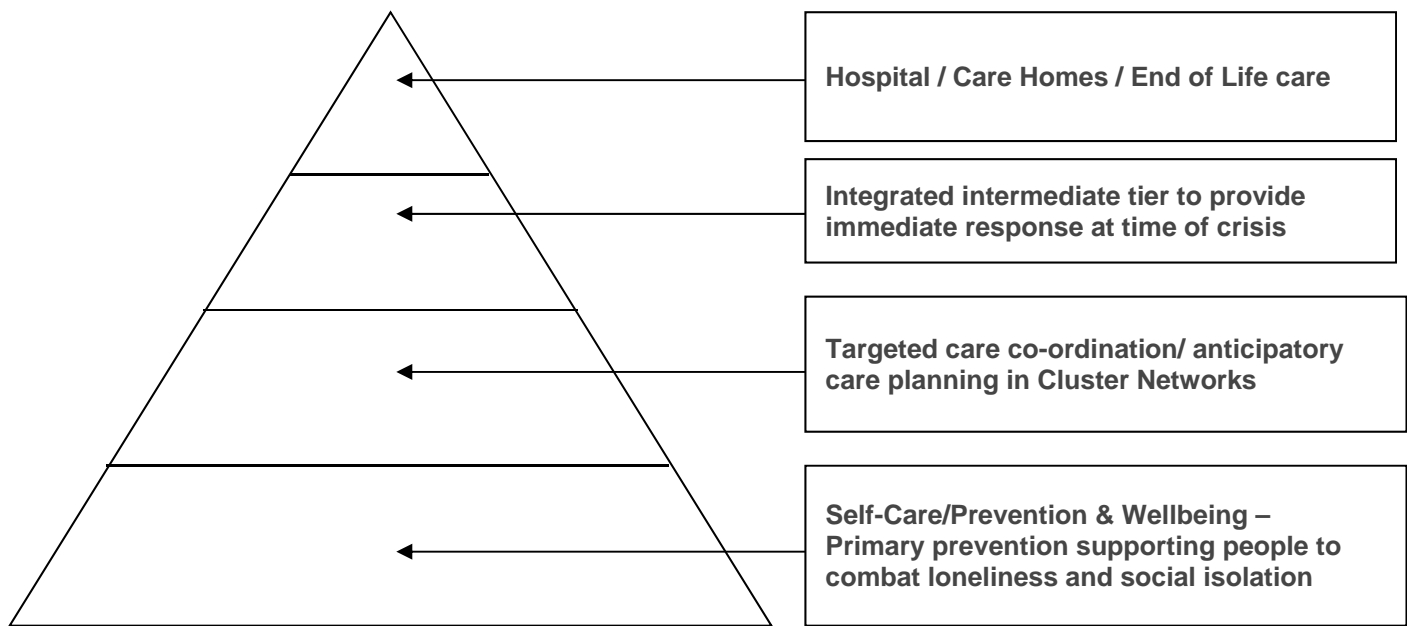 Hospital / Care Homes / End of Life care
Integrated intermediate tier to provide
immediate response at time of crisis
Targeted care co-ordination/ anticipatory
care planning in Cluster Networks
Self-Care/Prevention & Wellbeing –
Primary prevention supporting people to
combat loneliness and social isolation